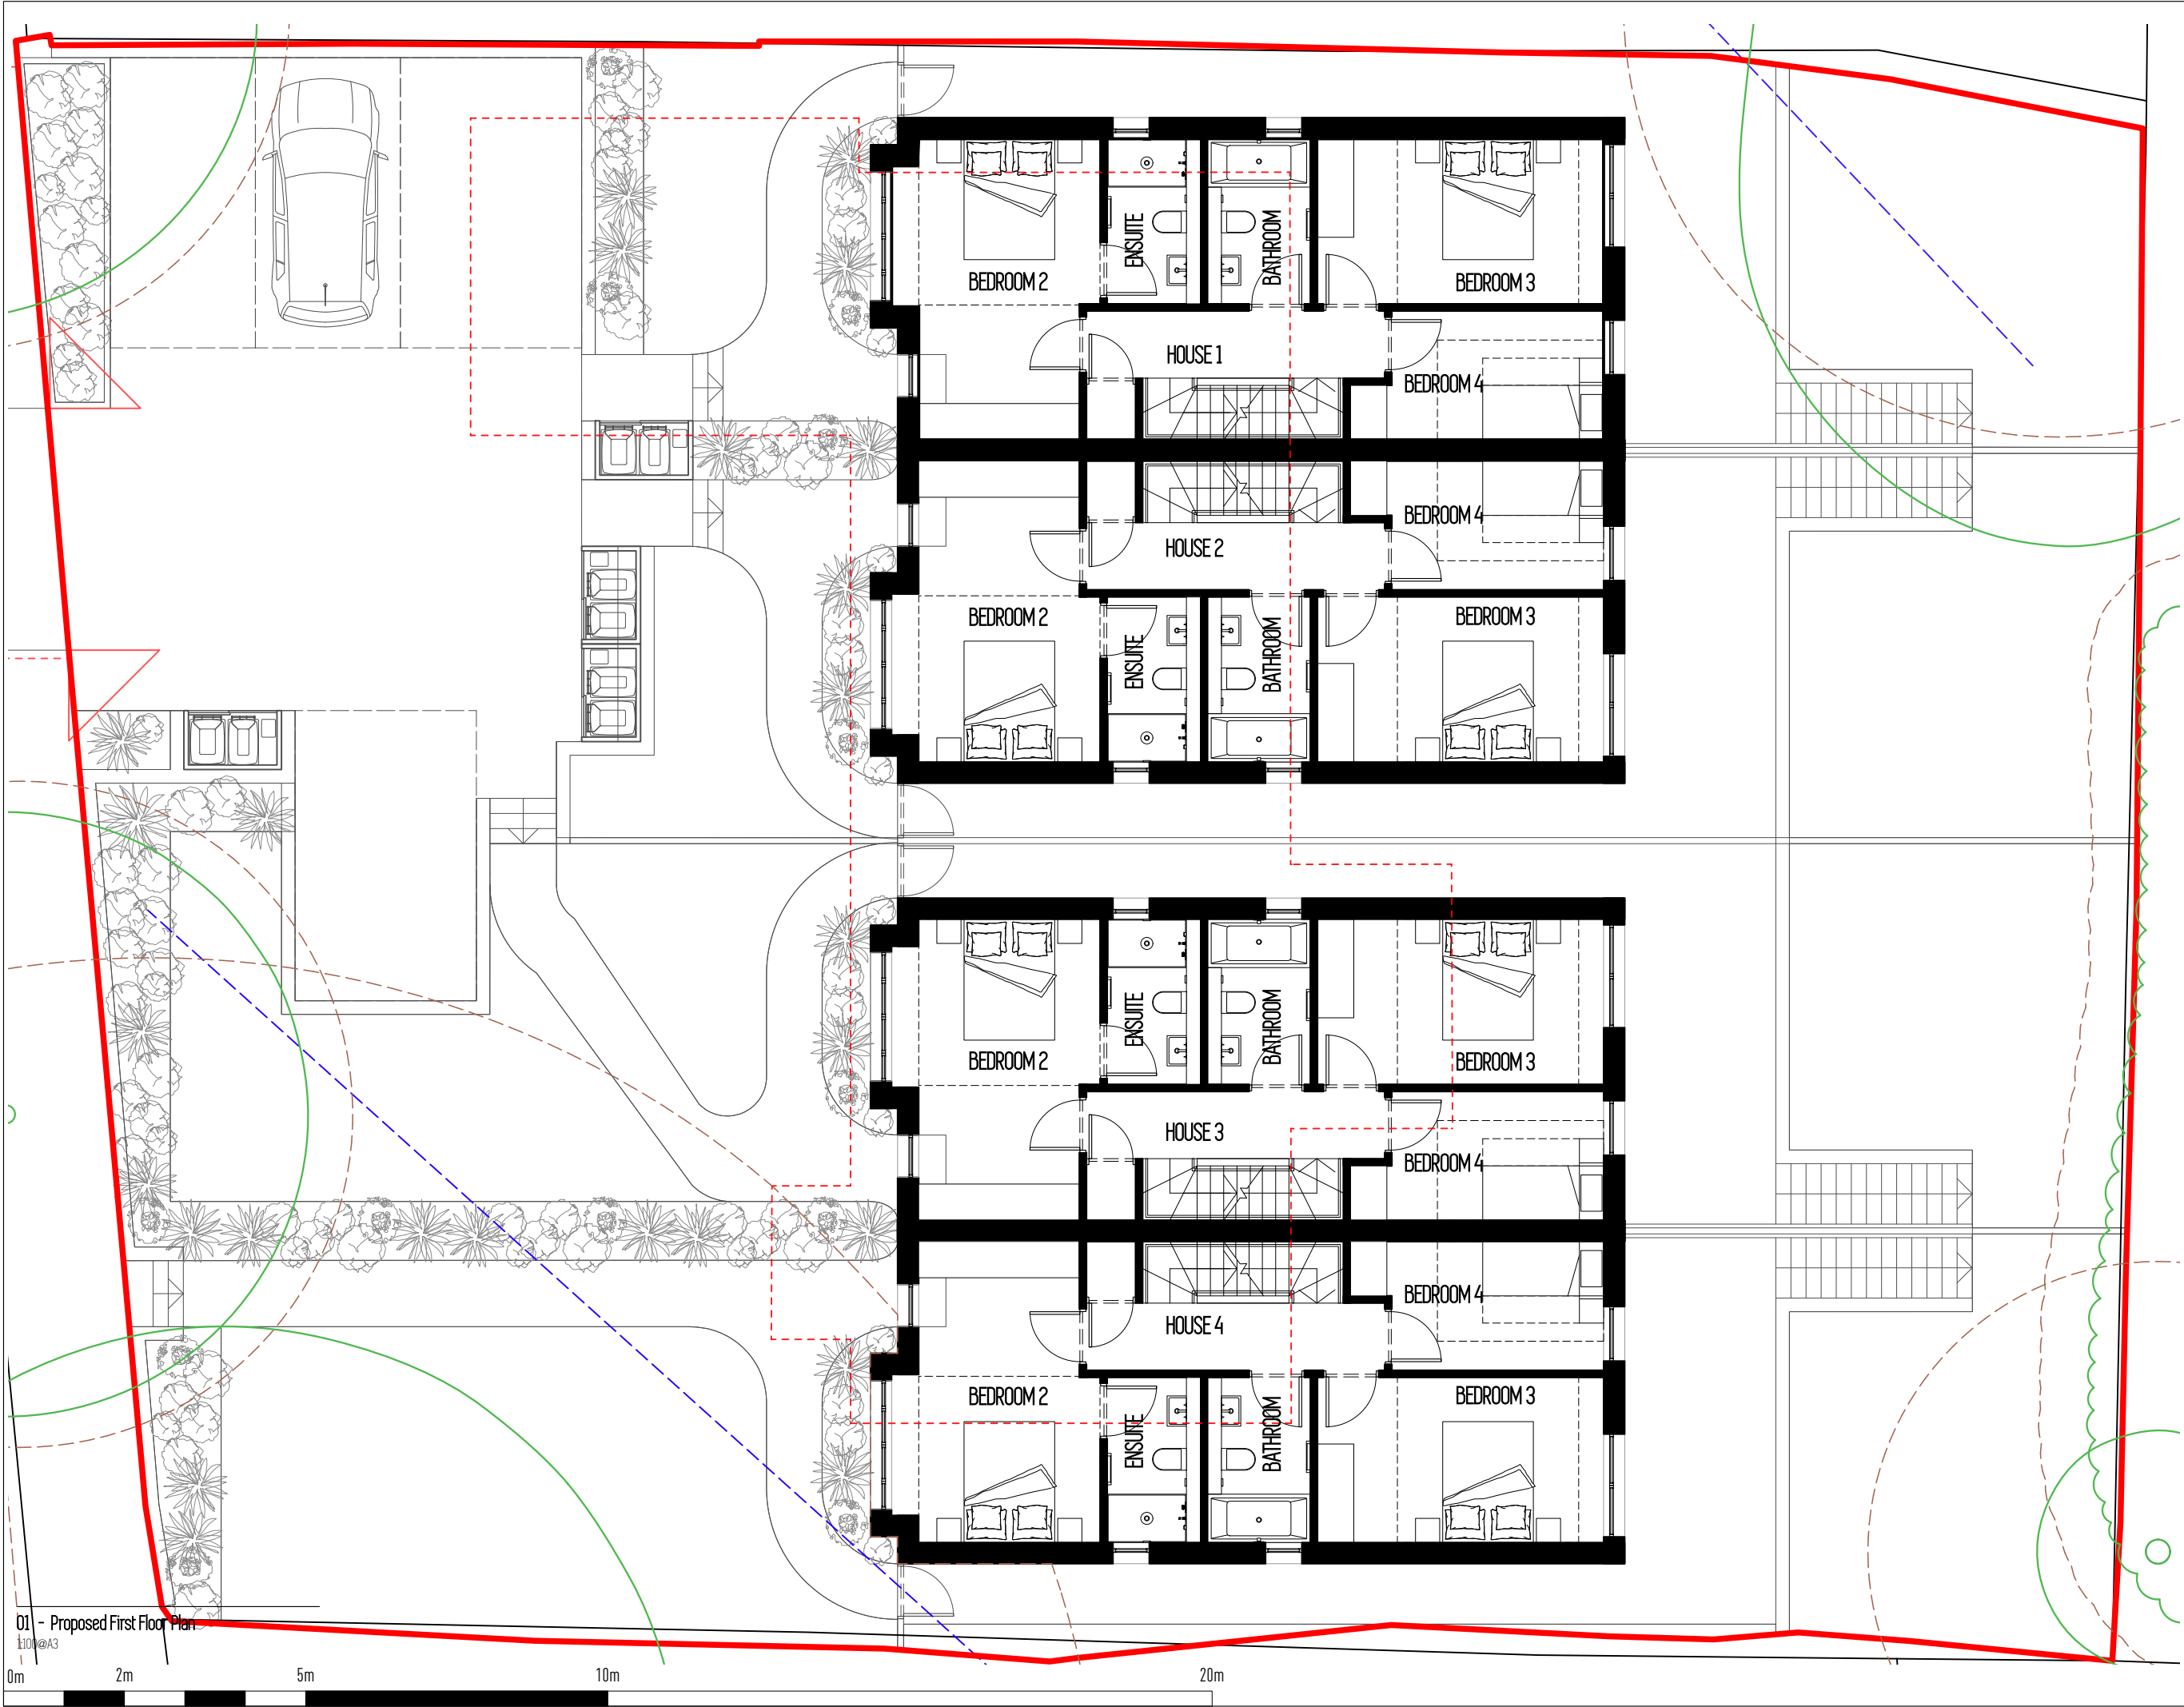 ENSUITE
BATHROOM
BEDROOM 2
BEDROOM 3
HOUSE 1
BEDROOM 4
BEDROOM 4
HOUSE 2
BEDROOM 2
BEDROOM 3
ENSUITE
BATHROOM
ENSUITE
BATHROOM
BEDROOM 2
BEDROOM 3
HOUSE 3
BEDROOM 4
BEDROOM 4
HOUSE 4
BEDROOM 2
BEDROOM 3
ENSUITE
BATHROOM
01 - Proposed First Floor Plan
1:100@A3
0m 2m 5m 10m 20m